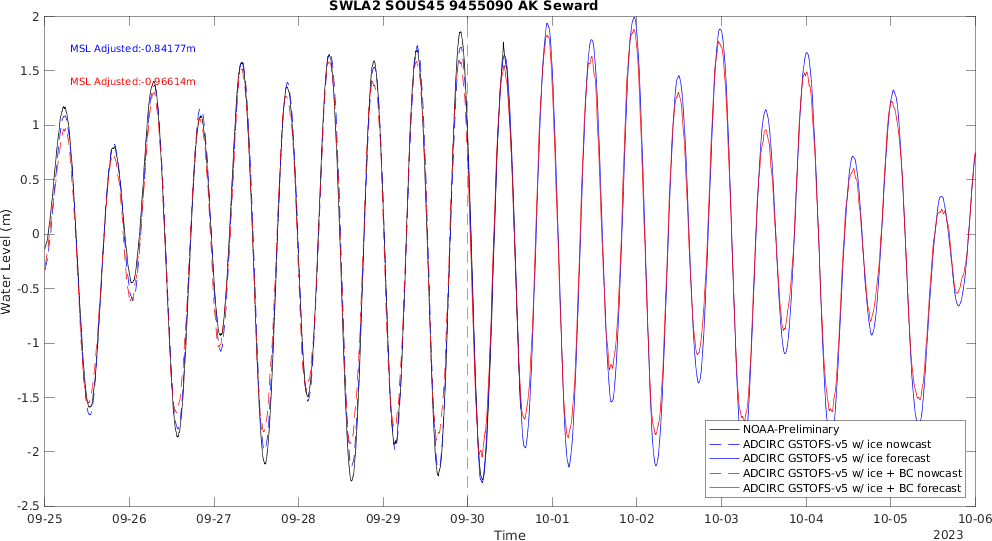 SWLA2 SOUS45 9455090 AK Seward
MSL Adjusted:-0.84177m
MSL Adjusted:-0.96614m
2
1.5
1
0.5
0
-0.5
-1
-1.5
-2
-2.5
Water Level (m)
NOAA-Preliminary
ADCIRC GSTOFS-v5 w/ ice nowcast
ADCIRC GSTOFS-v5 w/ ice forecast
ADCIRC GSTOFS-v5 w/ ice + BC nowcast
ADCIRC GSTOFS-v5 w/ ice + BC forecast
09-25 09-26 09-27 09-28 09-29 09-30 10-01 10-02 10-03 10-04 10-05 10-06
Time
2023